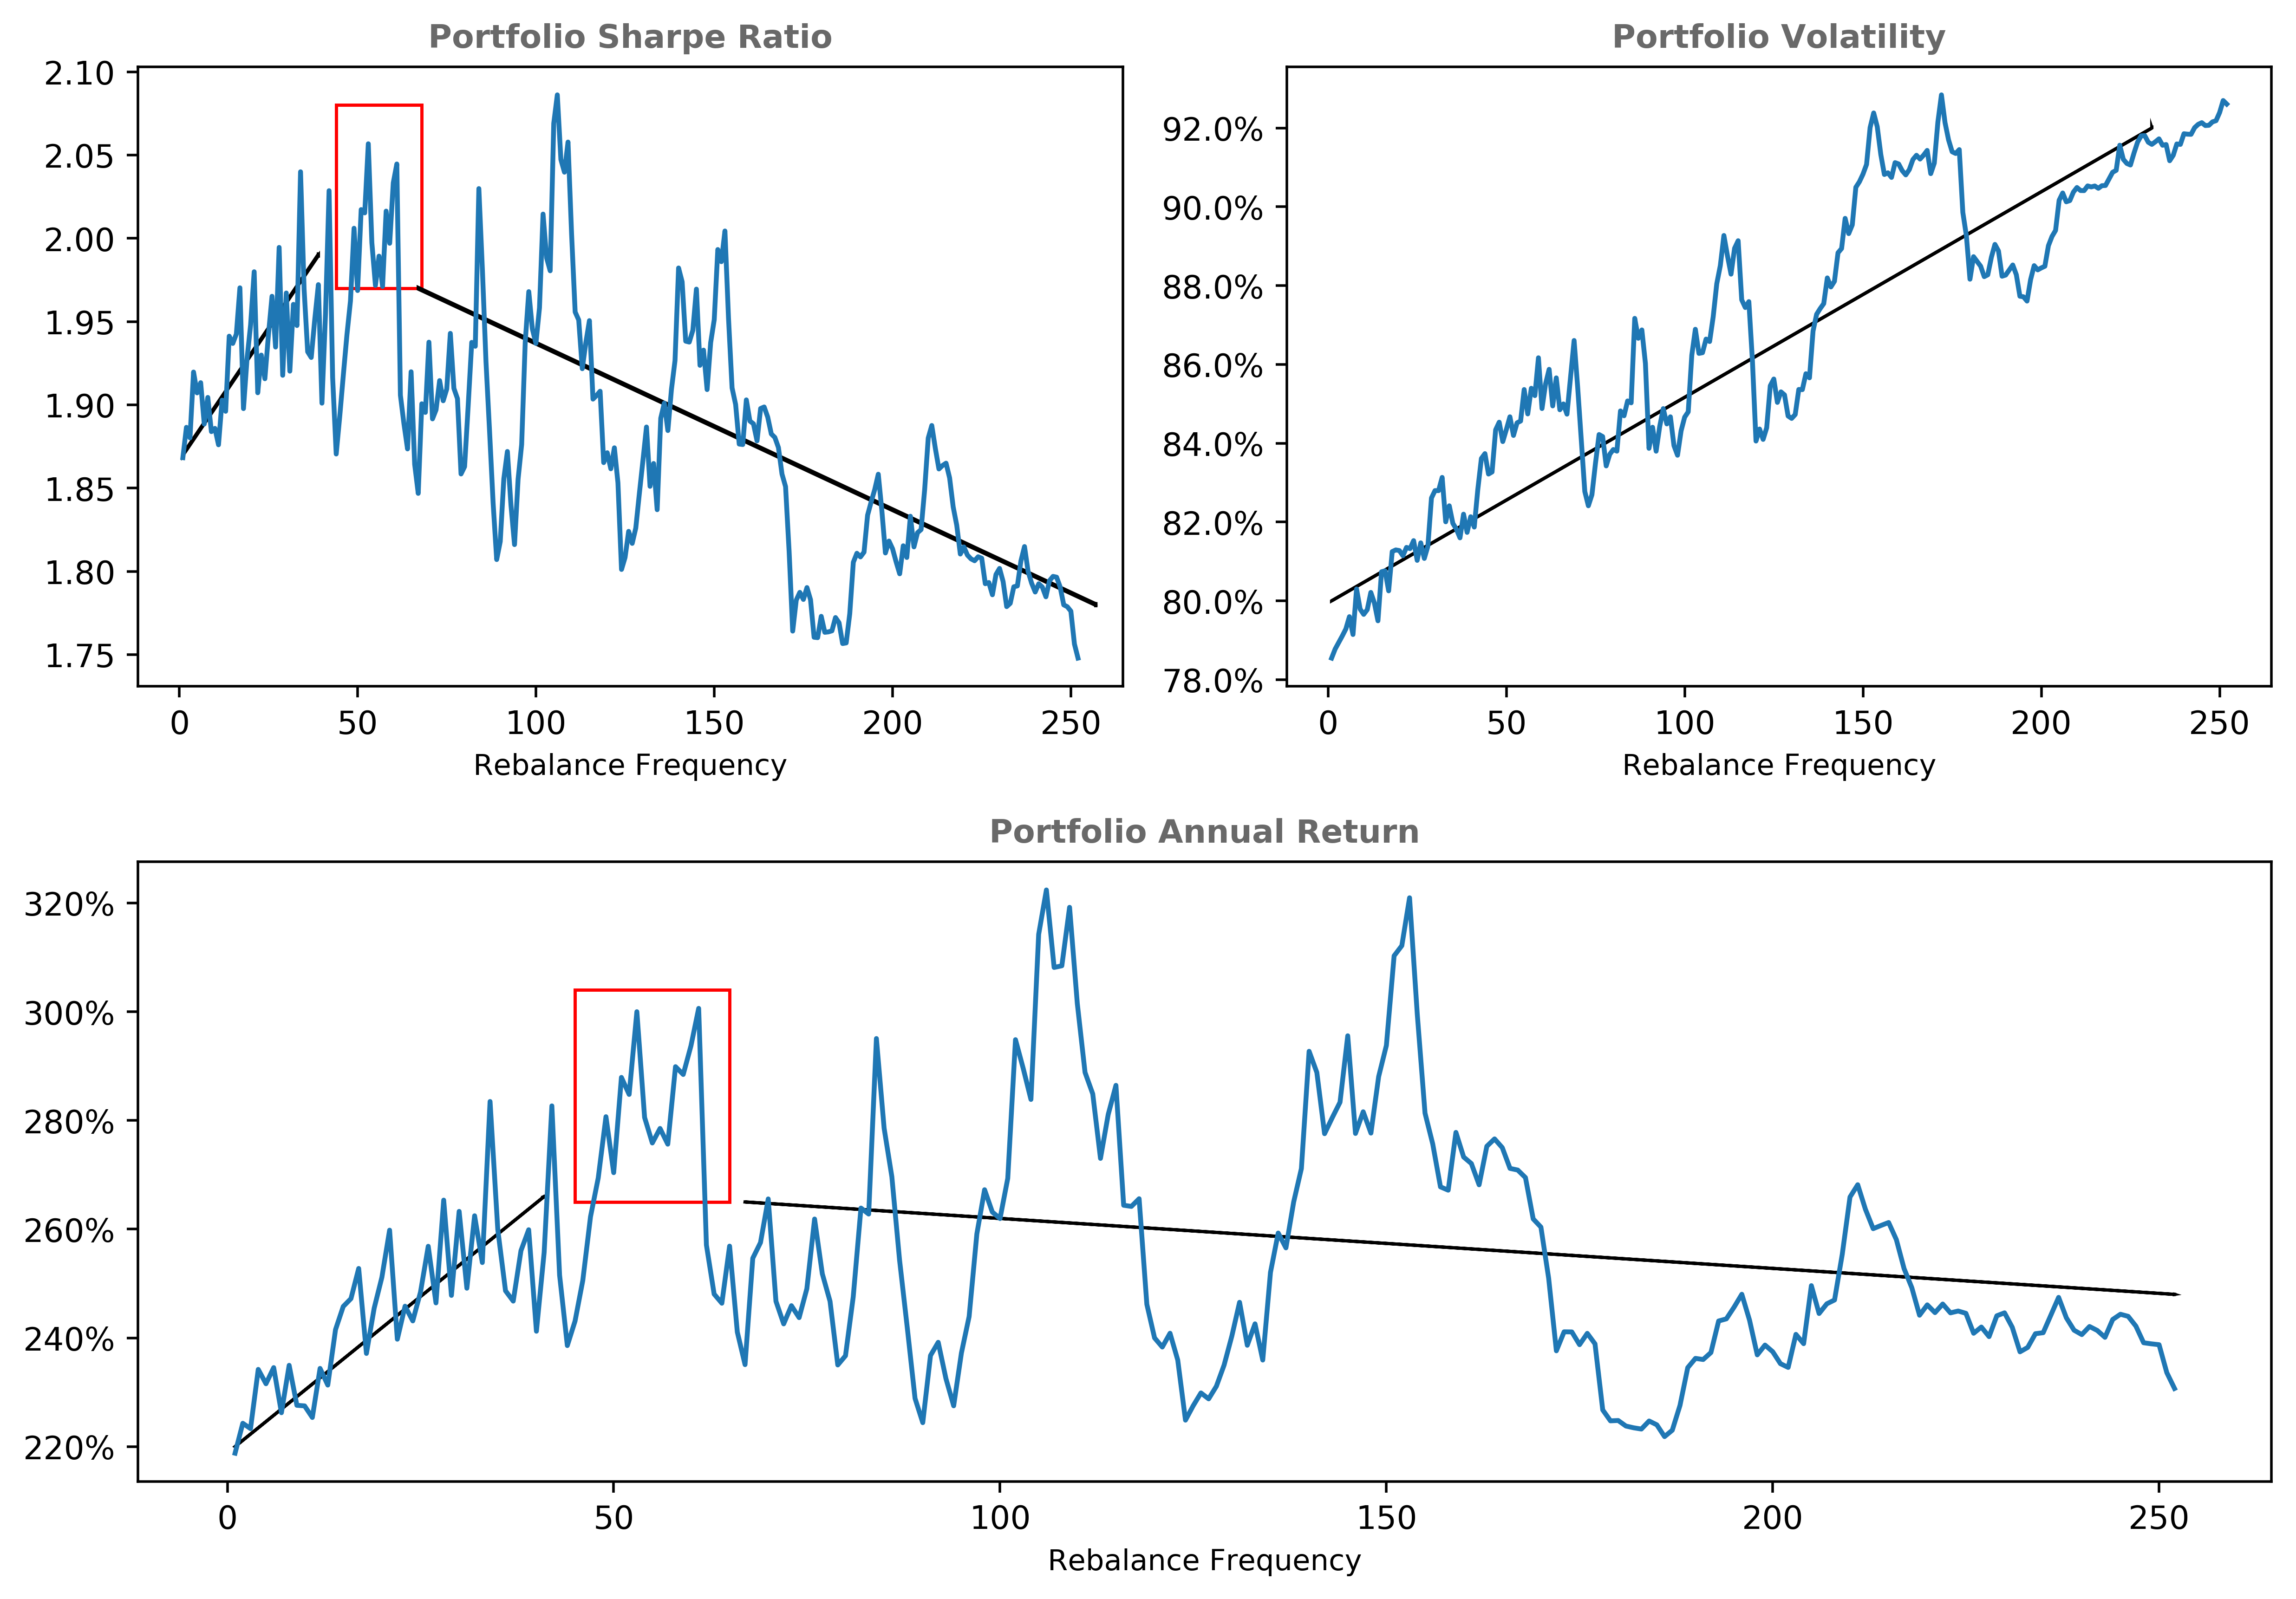 Portfolio Sharpe Ratio
2.10
2.05
2.00
1.95
1.90
1.85
1.80
1.75
0 50 100 150 200 250
Rebalance Frequency
Portfolio Volatility
92.0%
90.0%
88.0%
86.0%
84.0%
82.0%
80.0%
78.0%
0 50 100 150 200 250
Rebalance Frequency
Portfolio Annual Return
320%
300%
280%
260%
240%
220%
0 50 100 150 200 250
Rebalance Frequency